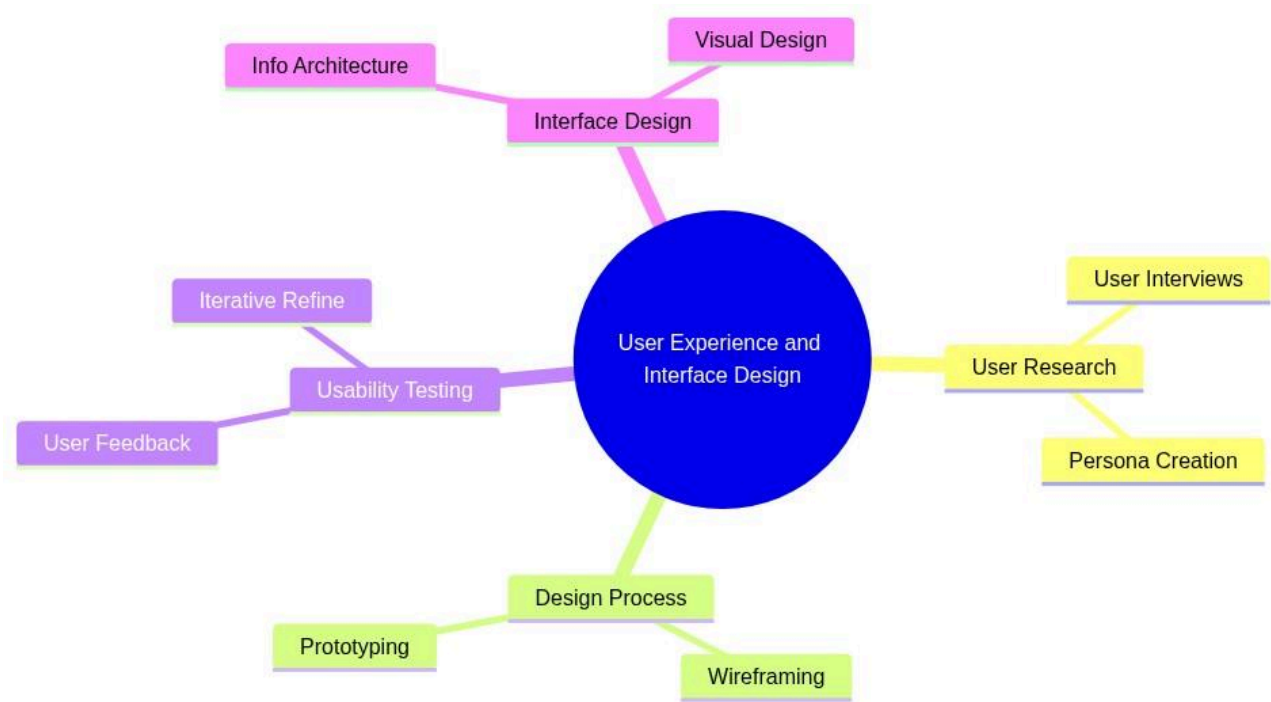 Visual Design
Info Architecture
Interface Design
User Interviews
Iterative Refine
User Experience and
Interface Design
User Research
Usability Testing
User Feedback
Persona Creation
Design Process
Prototyping
Wireframing